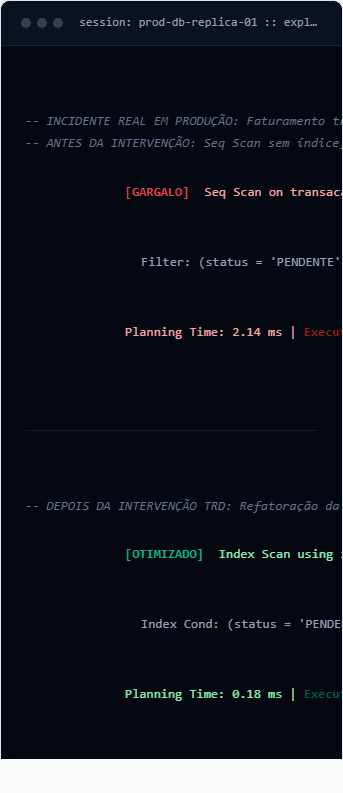 session: prod-db-replica-01 :: expl…
-- INCIDENTE REAL EM PRODUÇÃO: Faturamento
-- ANTES DA INTERVENÇÃO: Seq Scan sem índice,
[GARGALO] Seq Scan on
Filter: (status = 'PENDENTE'
Planning Time: 2.14 ms |
-- DEPOIS DA INTERVENÇÃO TRD: Refatoração da
[OTIMIZADO] Index Scan using
Index Cond: (status =
Planning Time: 0.18 ms |